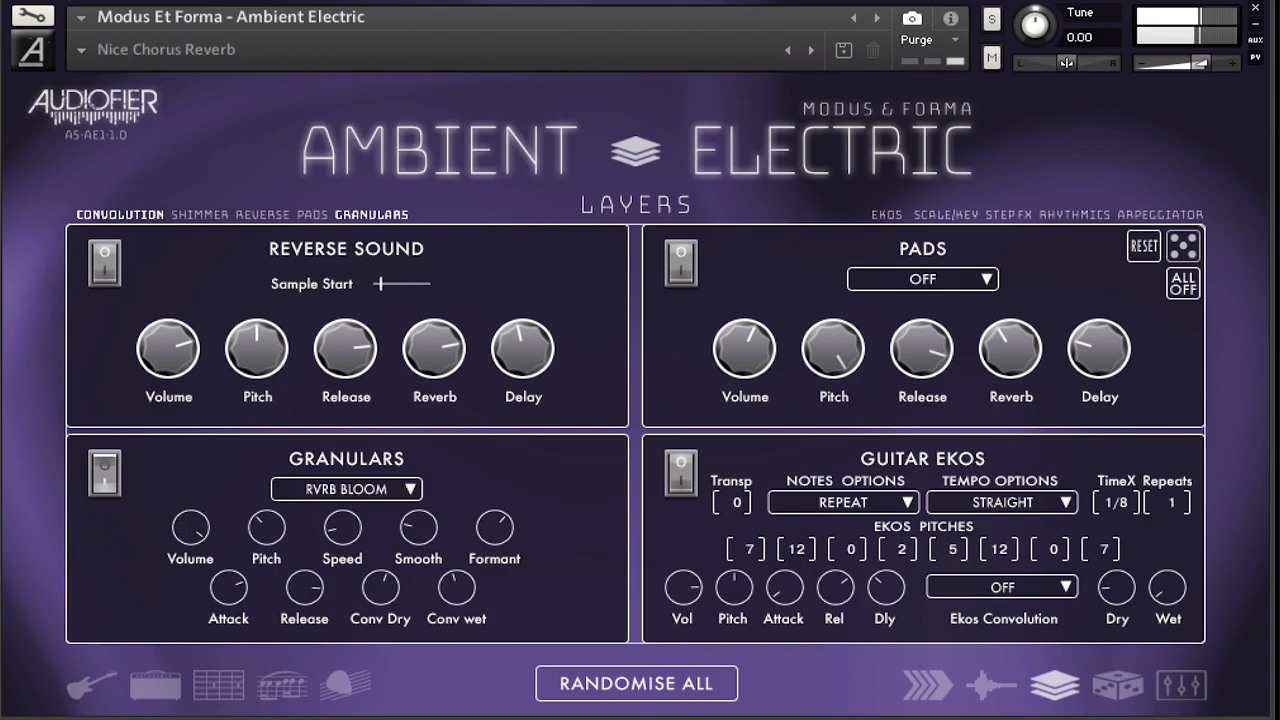 Modus Et Forma - Ambient Electric
Nice Chorus Reverb
Purge
S
M
Tune
0.00
L
R
AUX
PV
AUDIOFIER
AS-AE1-1.0
MODUS & FORMA
AMBIENT ELECTRIC
LAYERS
CONVOLUTION SHIMMER REVERSE PADS GRANULARS
EKOS SCALE/KEY STEPFX RHYTHMICS ARPEGGIATOR
REVERSE SOUND
Sample Start
Volume Pitch Release Reverb Delay
PADS
OFF
RESET
ALL
OFF
Volume Pitch Release Reverb Delay
GRANULARS
RVRB BLOOM
Volume Pitch Speed Smooth Formant
Attack Release Conv Dry Conv wet
GUITAR EKOS
Transp NOTES OPTIONS TEMPO OPTIONS TimeX Repeats
[ 0] REPEAT STRAIGHT [ 1/8 ] [ 1 ]
EKOS PITCHES
[ 7] [12] [ 0] [ 2] [ 5] [12] [ 0] [ 7]
OFF
Vol Pitch Attack Rel Dly Ekos Convolution Dry Wet
RANDOMISE ALL